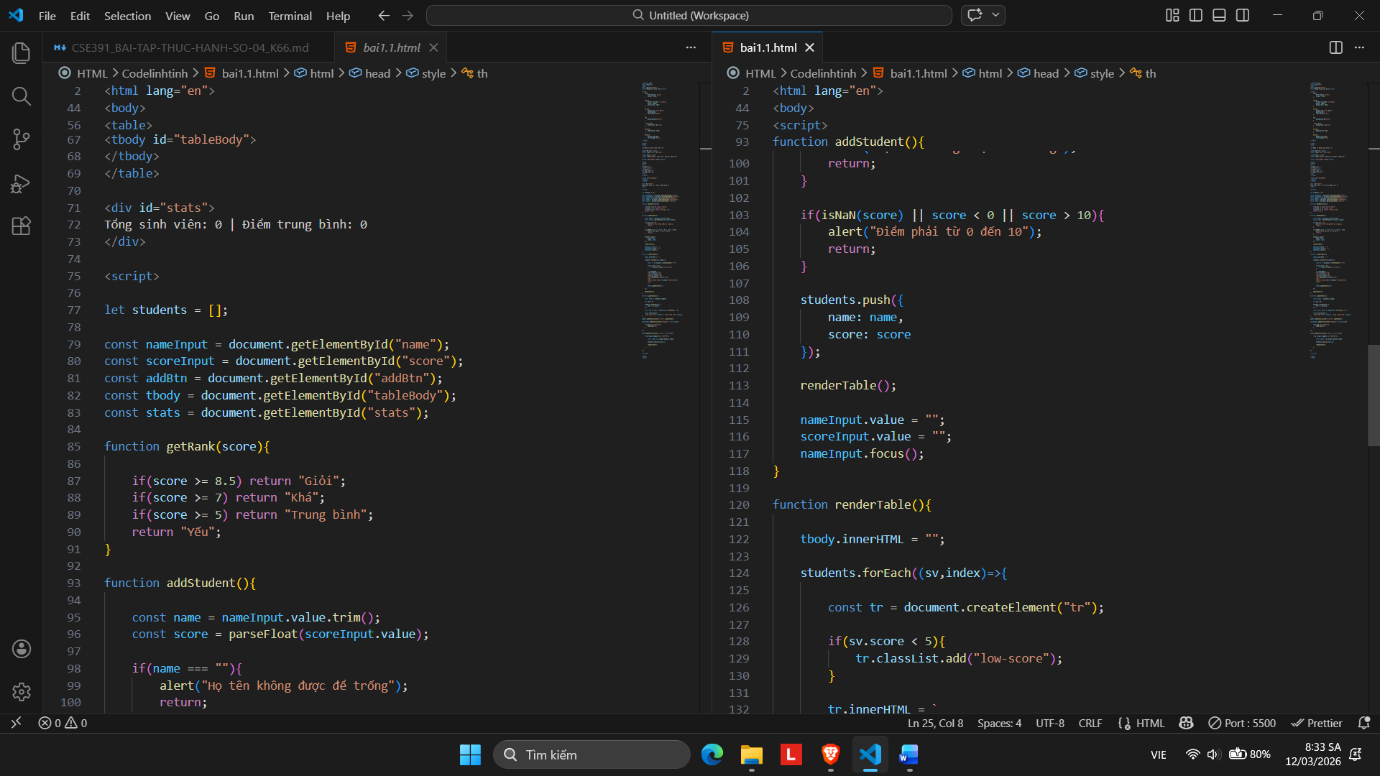 File Edit Selection View Go Run Terminal Help
Untitled (Workspace)
CSE391_BAI-TAP-THUC-HANH-SO-04_K66.md
bai1.1.html
HTML > Codelinhtinh > bai1.1.html > html > head > style > th
2 <html lang="en">
44 <body>
56 <table>
67 <tbody id="tableBody">
68 </tbody>
69 </table>
70
71 <div id="stats">
72 Tổng sinh viên: 0 | Điểm trung bình: 0
73 </div>
74
75 <script>
76
77 let students = [];
78
79 const nameInput = document.getElementById("name");
80 const scoreInput = document.getElementById("score");
81 const addBtn = document.getElementById("addBtn");
82 const tbody = document.getElementById("tableBody");
83 const stats = document.getElementById("stats");
84
85 function getRank(score){
86
87 if(score >= 8.5) return "Giỏi";
88 if(score >= 7) return "Khá";
89 if(score >= 5) return "Trung bình";
90 return "Yếu";
91 }
92
93 function addStudent(){
94
95 const name = nameInput.value.trim();
96 const score = parseFloat(scoreInput.value);
97
98 if(name === ""){
99 alert("Họ tên không được để trống");
100 return;
bai1.1.html
HTML > Codelinhtinh > bai1.1.html > html > head > style > th
2 <html lang="en">
44 <body>
75 <script>
93 function addStudent(){
100 return;
101 }
102
103 if(isNaN(score) || score < 0 || score > 10){
104 alert("Điểm phải từ 0 đến 10");
105 return;
106 }
107
108 students.push({
109 name: name,
110 score: score
111 });
112
113 renderTable();
114
115 nameInput.value = "";
116 scoreInput.value = "";
117 nameInput.focus();
118 }
119
120 function renderTable(){
121
122 tbody.innerHTML = "";
123
124 students.forEach((sv,index)=>{
125
126 const tr = document.createElement("tr");
127
128 if(sv.score < 5){
129 tr.classList.add("low-score");
130 }
131
132 tr.innerHTML = `
0 0
Ln 25, Col 8 Spaces: 4 UTF-8 CRLF HTML Port : 5500 Prettier
Tìm kiếm
L
W
VIE
80%
8:33 SA
12/03/2026